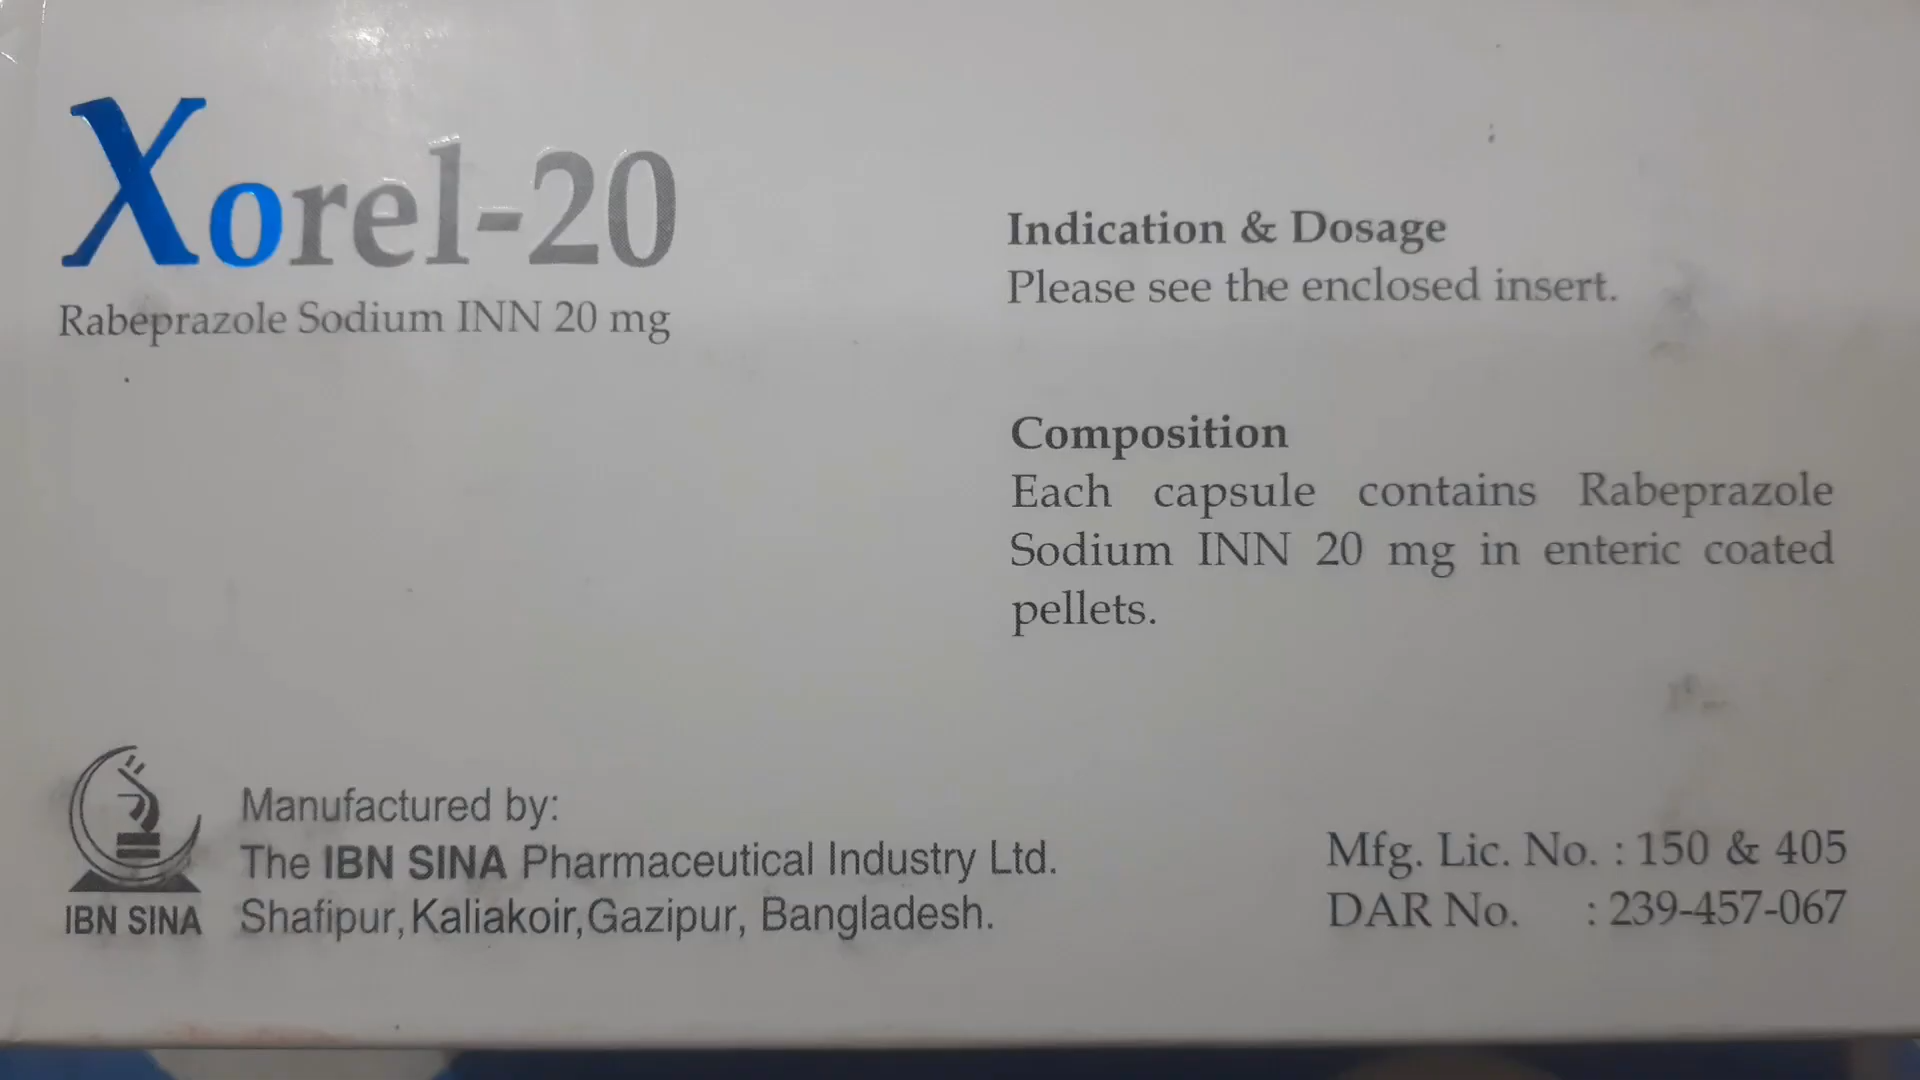 Xorel-20
Rabeprazole Sodium INN 20 mg
Indication & Dosage
Please see the enclosed insert.
Composition
Each capsule contains Rabeprazole
Sodium INN 20 mg in enteric coated
pellets.
IBN SINA
Manufactured by:
The IBN SINA Pharmaceutical Industry Ltd.
Shafipur, Kaliakoir, Gazipur, Bangladesh.
Mfg. Lic. No. : 150 & 405
DAR No. : 239-457-067